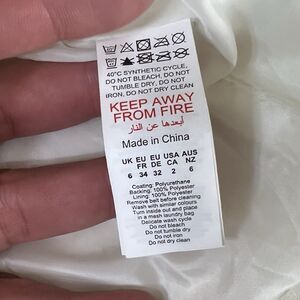 40°C SYNTHETIC CYCLE,
DO NOT BLEACH, DO NOT
TUMBLE DRY, DO NOT
IRON, DO NOT DRY CLEAN
KEEP AWAY
FROM FIRE
أبعدها عن النار
Made in China
UK EU EU USA AUS
FR DE CA NZ
6 34 32 2 6
Coating: Polyurethane
Backing: 100% Polyester
Lining: 100% Polyester
Remove belt before cleaning
Wash with similar colours
Turn inside out and place
in a mesh laundry bag
Delicate wash cycle
Do not bleach
Do not tumble dry
Do not iron
Do not dry clean